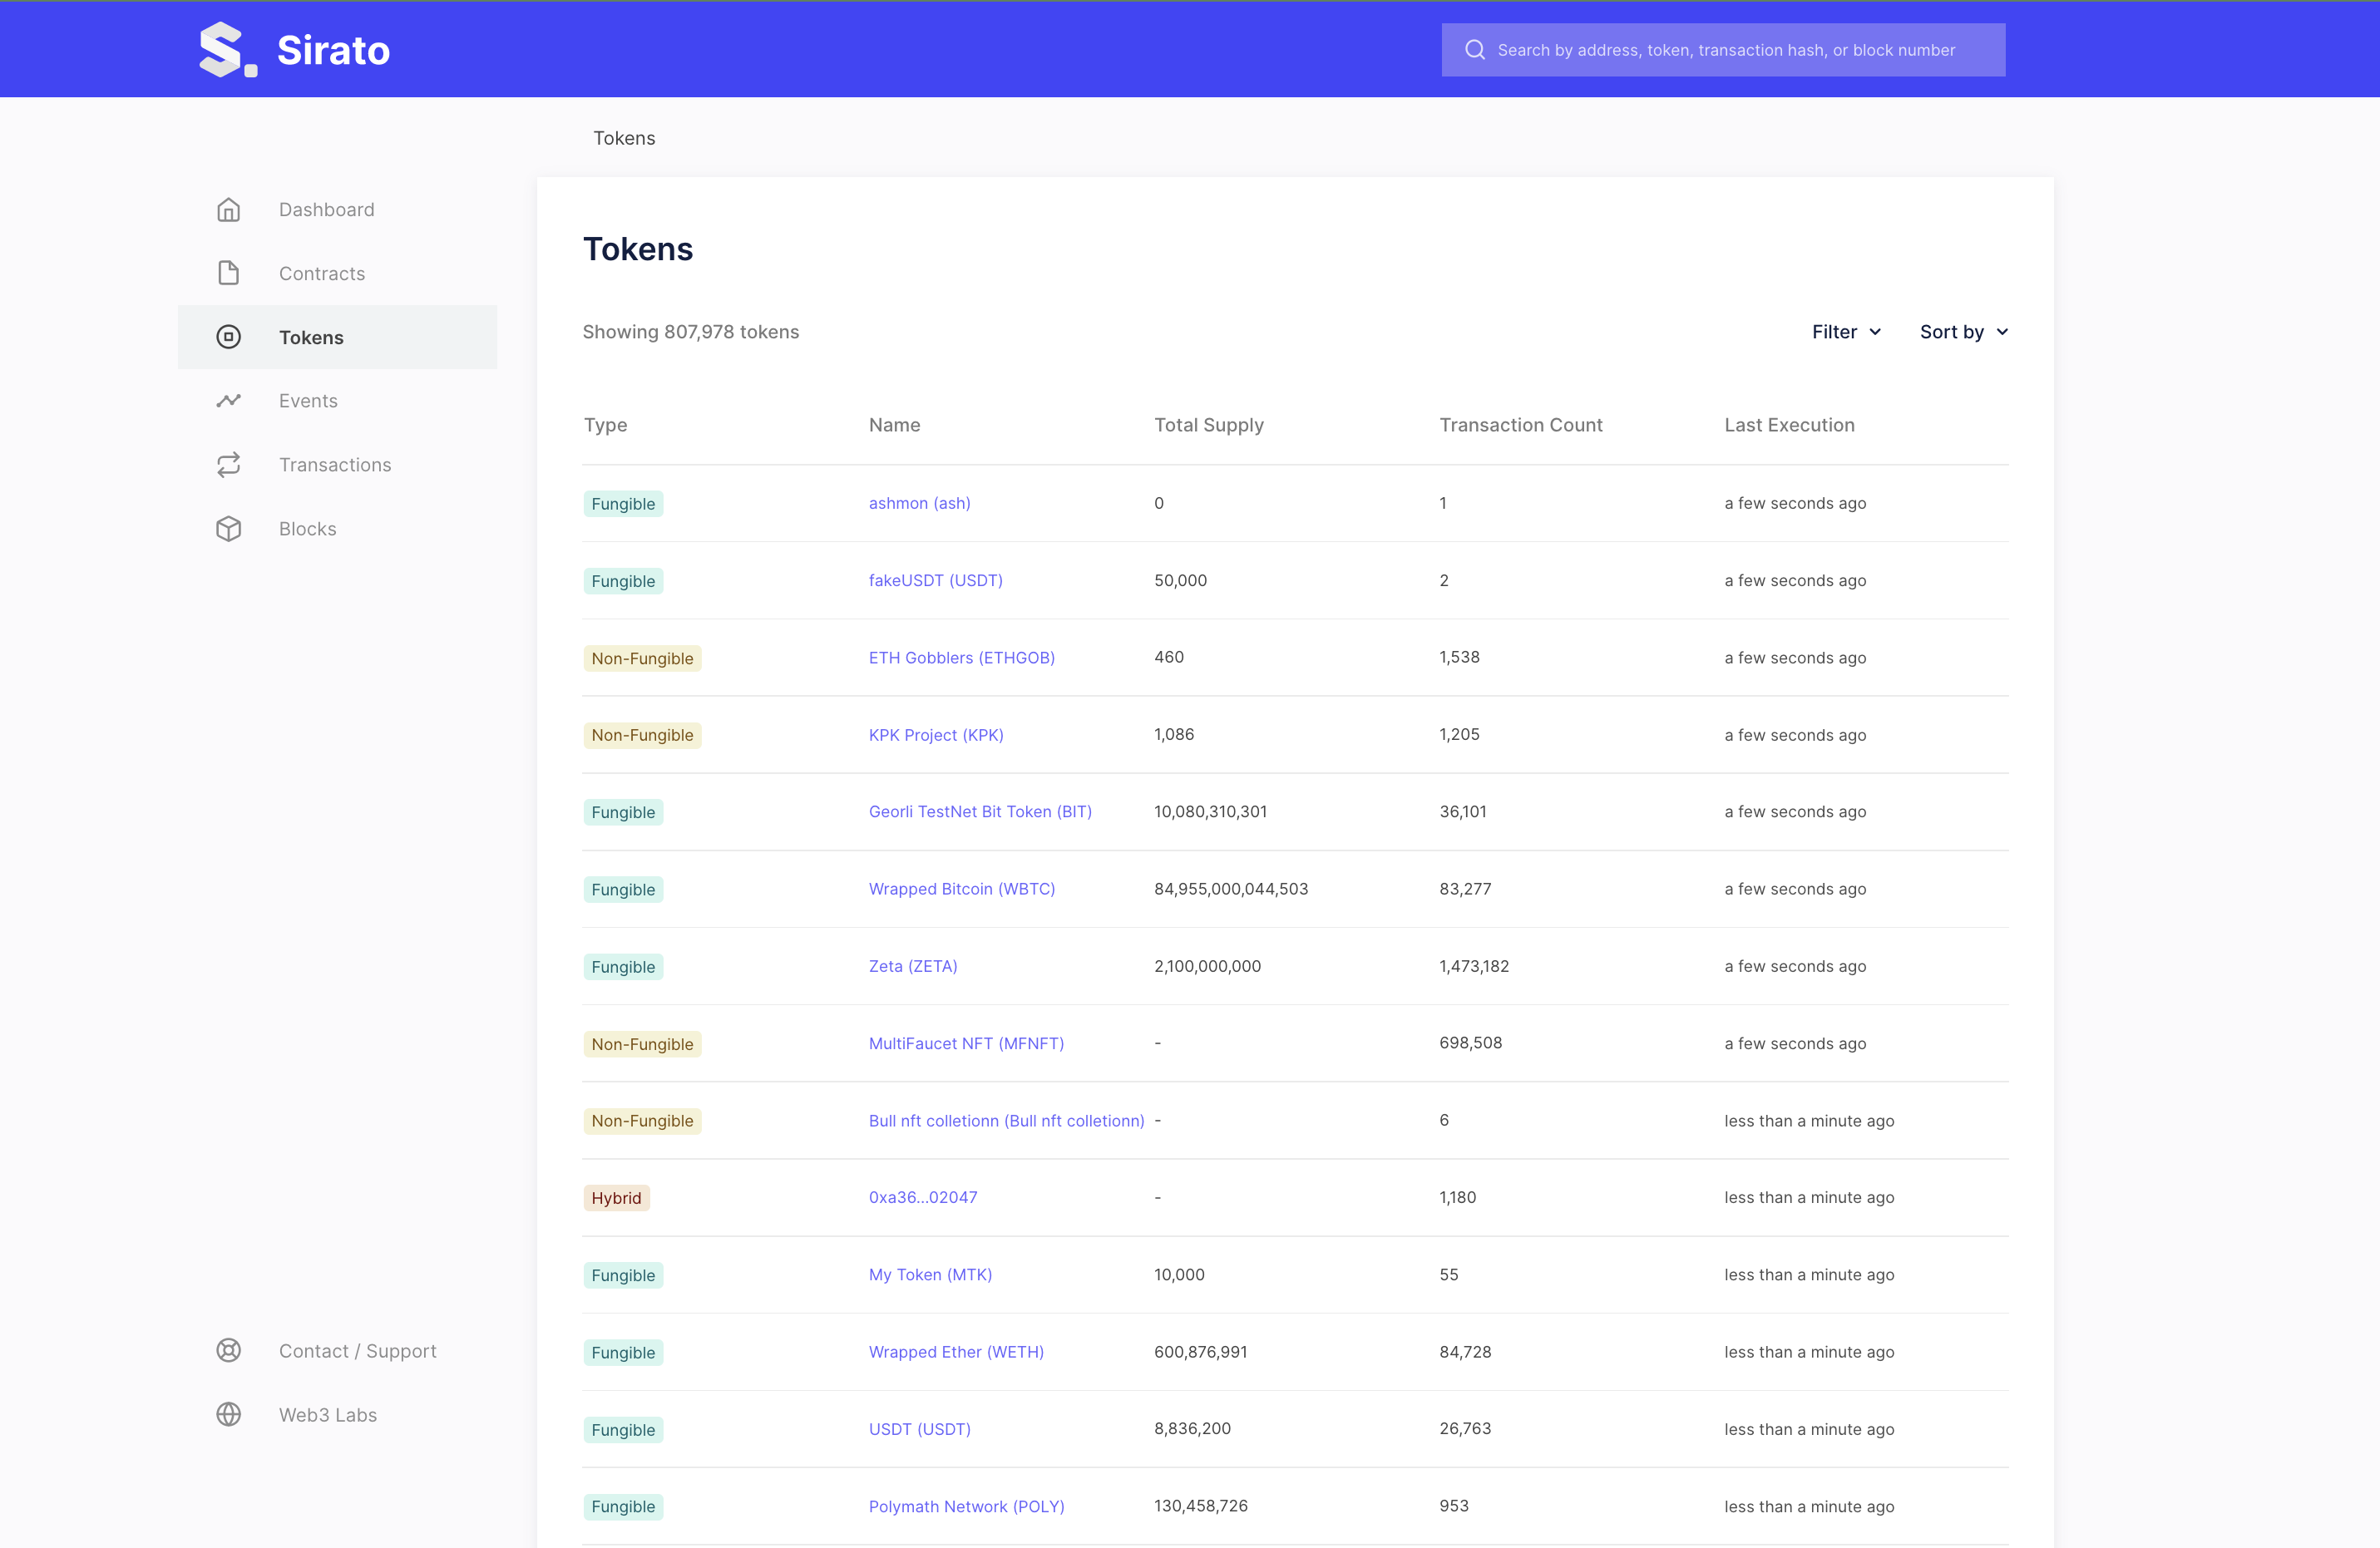 Sirato
Search by address, token, transaction hash, or block number
Tokens
Dashboard
Contracts
Tokens
Events
Transactions
Blocks
Contact / Support
Web3 Labs
Tokens
Showing 807,978 tokens
Filter Sort by
Type Name Total Supply Transaction Count Last Execution
Fungible ashmon (ash) 0 1 a few seconds ago
Fungible fakeUSDT (USDT) 50,000 2 a few seconds ago
Non-Fungible ETH Gobblers (ETHGOB) 460 1,538 a few seconds ago
Non-Fungible KPK Project (KPK) 1,086 1,205 a few seconds ago
Fungible Georli TestNet Bit Token (BIT) 10,080,310,301 36,101 a few seconds ago
Fungible Wrapped Bitcoin (WBTC) 84,955,000,044,503 83,277 a few seconds ago
Fungible Zeta (ZETA) 2,100,000,000 1,473,182 a few seconds ago
Non-Fungible MultiFaucet NFT (MFNFT) - 698,508 a few seconds ago
Non-Fungible Bull nft colletionn (Bull nft colletionn) - 6 less than a minute ago
Hybrid 0xa36...02047 - 1,180 less than a minute ago
Fungible My Token (MTK) 10,000 55 less than a minute ago
Fungible Wrapped Ether (WETH) 600,876,991 84,728 less than a minute ago
Fungible USDT (USDT) 8,836,200 26,763 less than a minute ago
Fungible Polymath Network (POLY) 130,458,726 953 less than a minute ago